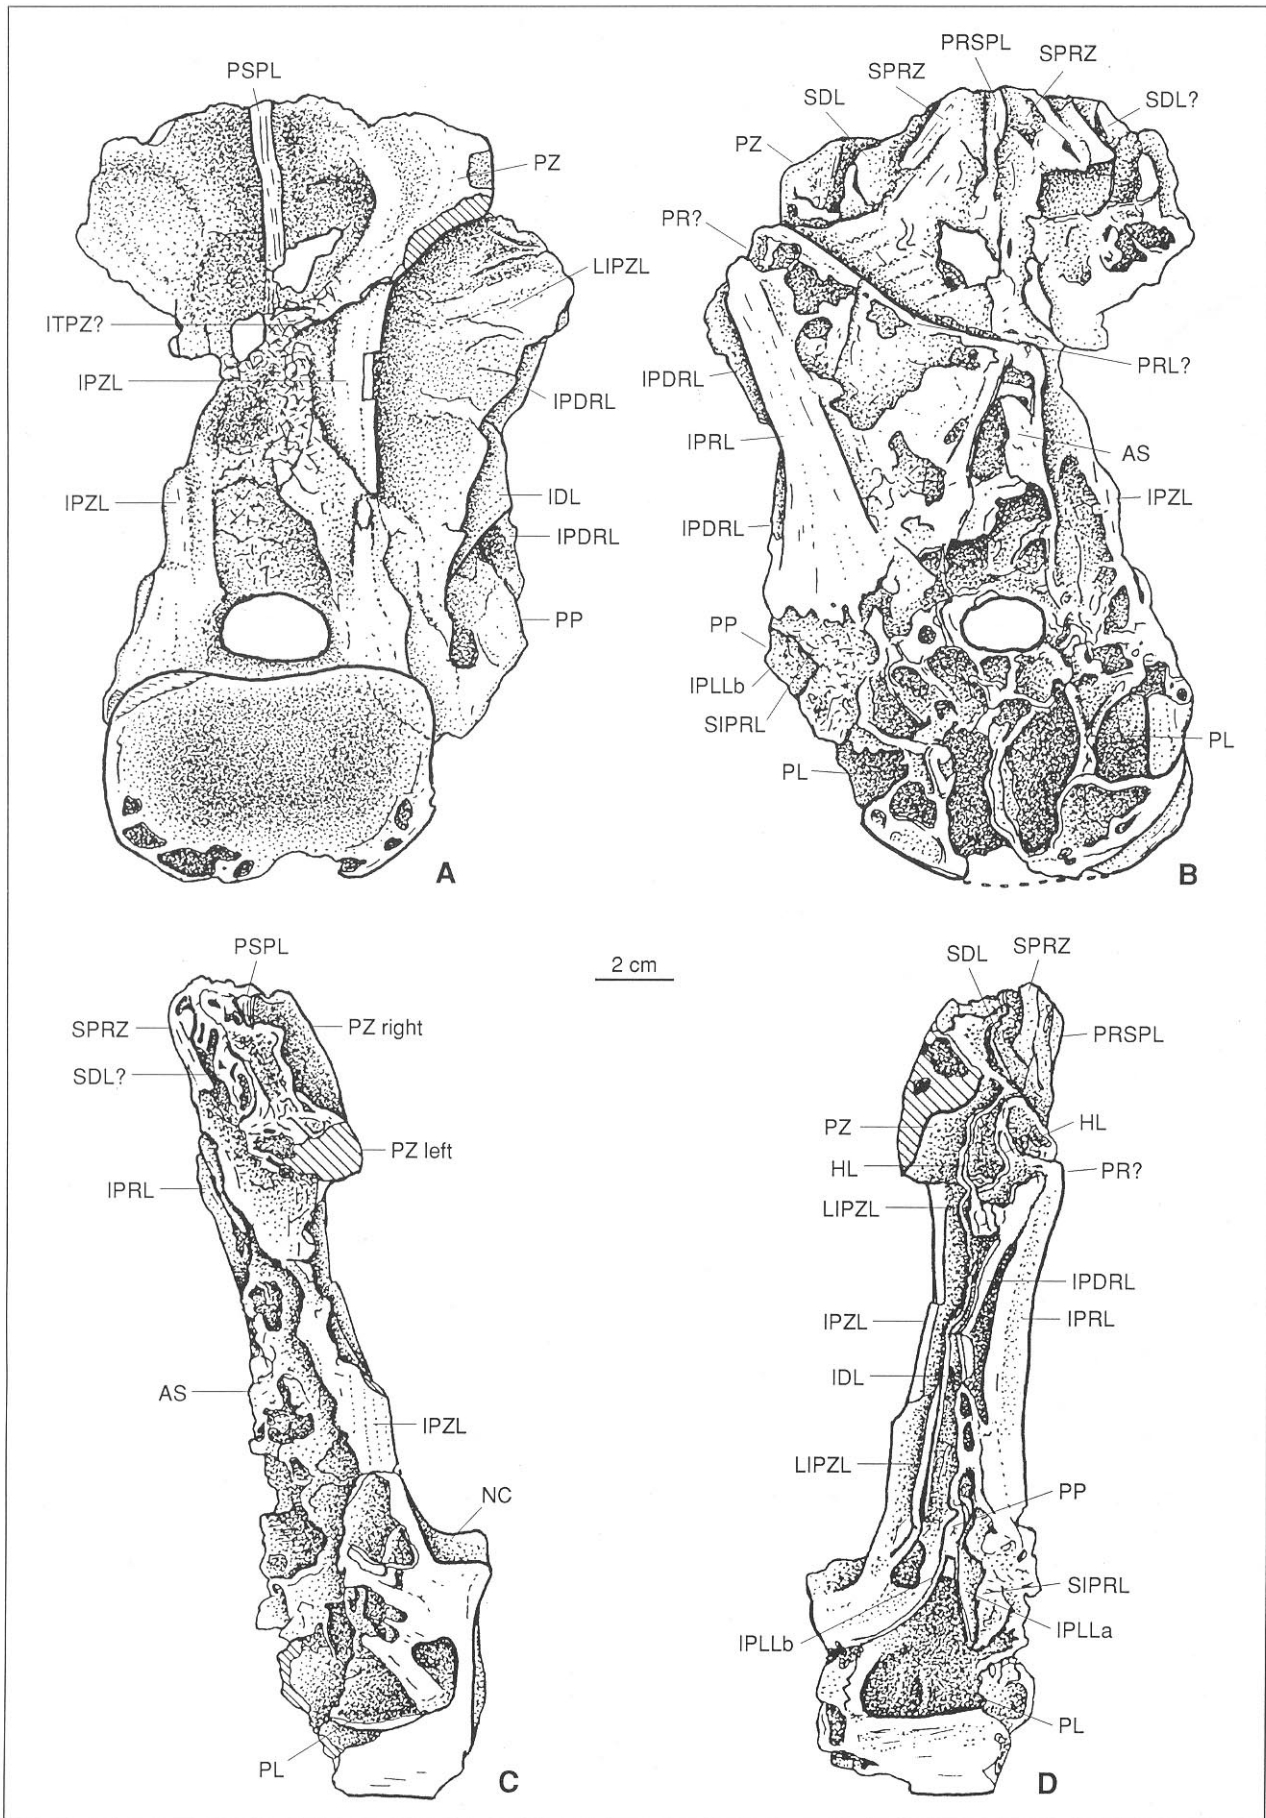 PSPL
PZ
LIPZL
ITPZ?
IPZL
IPDRL
IPZL
IDL
IPDRL
PP
A
PRSPL
SPRZ
SPRZ
SDL
SDL?
PZ
PR?
PRL?
IPDRL
IPRL
AS
IPZL
IPDRL
PP
IPLLb
SIPRL
PL
PL
B
2 cm
PSPL
SPRZ
PZ right
SDL?
PZ left
IPRL
AS
IPZL
NC
PL
C
SDL
SPRZ
PRSPL
PZ
HL
HL
PR?
LIPZL
IPDRL
IPZL
IPRL
IDL
LIPZL
PP
SIPRL
IPLLb
IPLLa
PL
D